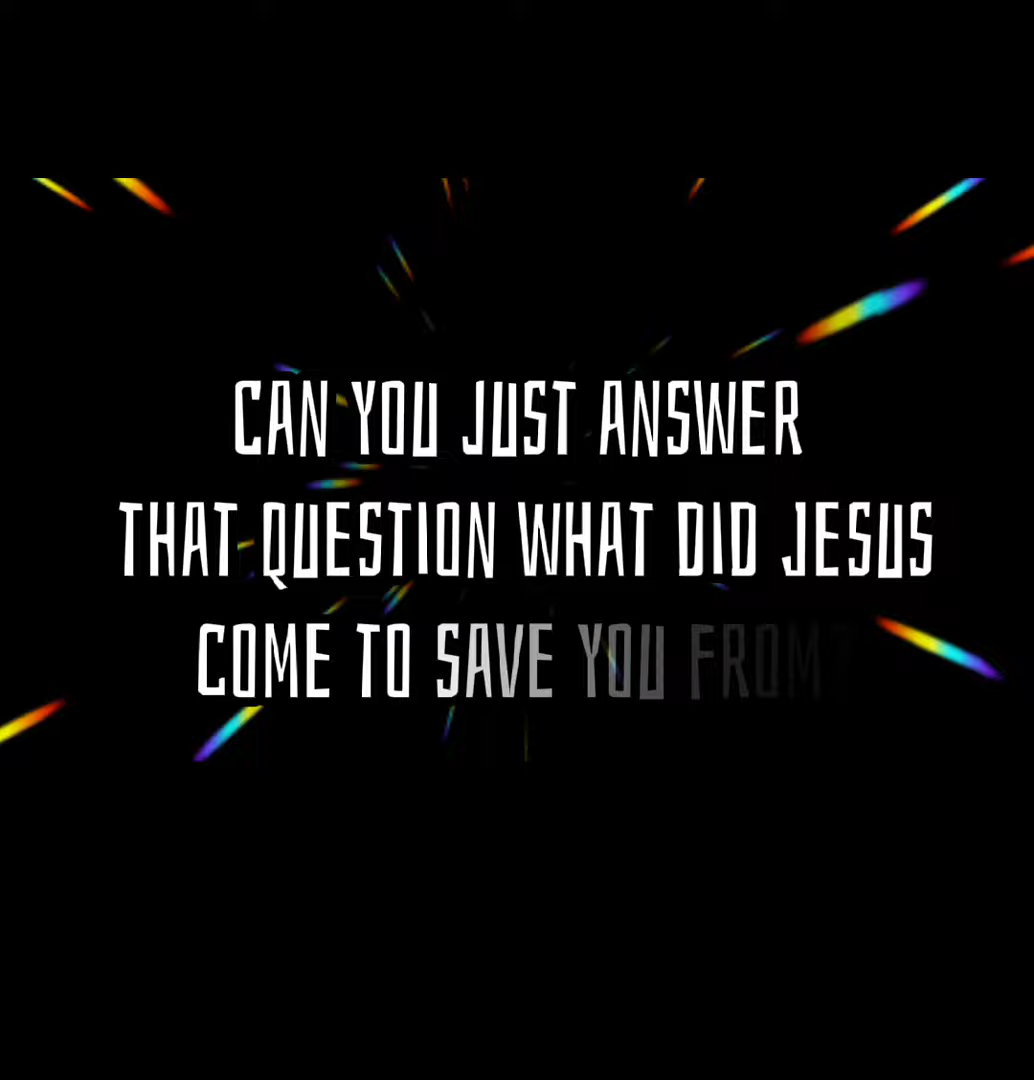 CAN YOU JUST ANSWER
THAT QUESTION WHAT DID JESUS
COME TO SAVE YOU FROM?